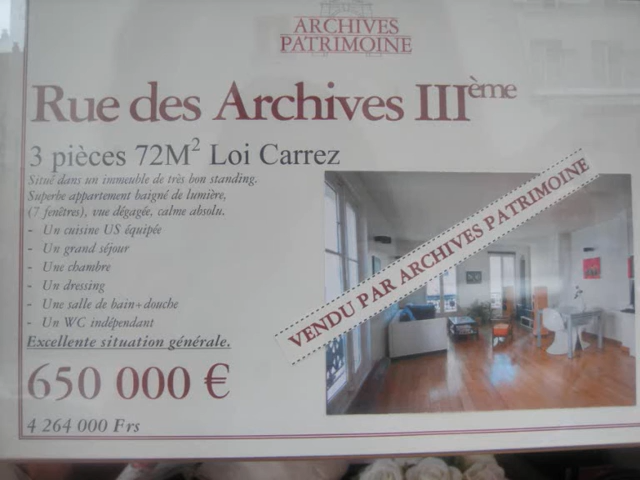 ARCHIVES
PATRIMOINE
Rue des Archives IIIème
3 pièces 72M² Loi Carrez
Situé dans un immeuble de très bon standing.
Superbe appartement baigné de lumière,
(7 fenêtres), vue dégagée, calme absolu.
- Un cuisine US équipée
- Un grand séjour
- Une chambre
- Un dressing
- Une salle de bain+douche
- Un WC indépendant
Excellente situation générale.
650 000 €
4 264 000 Frs
VENDU PAR ARCHIVES PATRIMOINE